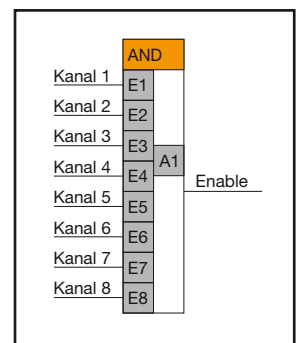 AND
Kanal 1 E1
Kanal 2 E2
Kanal 3 E3
A1
Kanal 4 E4
Enable
Kanal 5 E5
Kanal 6 E6
Kanal 7 E7
Kanal 8 E8